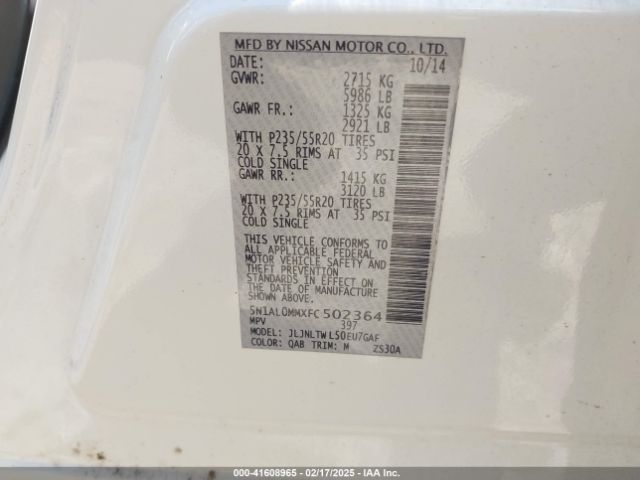 MFD BY NISSAN MOTOR CO., LTD.
DATE: 10/14
GVWR: 2715 KG
5986 LB
GAWR FR.: 1325 KG
2921 LB
WITH P235/55R20 TIRES
20 X 7.5 RIMS AT 35 PSI
COLD SINGLE
GAWR RR.: 1415 KG
3120 LB
WITH P235/55R20 TIRES
20 X 7.5 RIMS AT 35 PSI
COLD SINGLE
THIS VEHICLE CONFORMS TO
ALL APPLICABLE FEDERAL
MOTOR VEHICLE SAFETY AND
THEFT PREVENTION
STANDARDS IN EFFECT ON
THE DATE OF MANUFACTURE
SHOWN ABOVE.
5N1AL0MMXFC502364
MPV 397
MODEL: JLJNLTWL50EU7GAF
COLOR: QAB TRIM: M ZS30A
000-41608965 - 02/17/2025 - IAAI.com